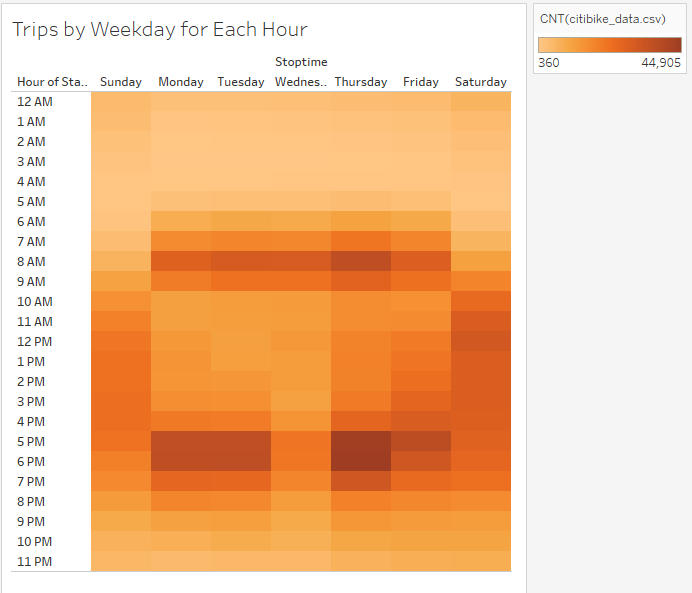 Trips by Weekday for Each Hour
Stoptime
Hour of Sta.. Sunday Monday Tuesday Wednes.. Thursday Friday Saturday
12 AM
1 AM
2 AM
3 AM
4 AM
5 AM
6 AM
7 AM
8 AM
9 AM
10 AM
11 AM
12 PM
1 PM
2 PM
3 PM
4 PM
5 PM
6 PM
7 PM
8 PM
9 PM
10 PM
11 PM
CNT(citibike_data.csv)
360 44,905